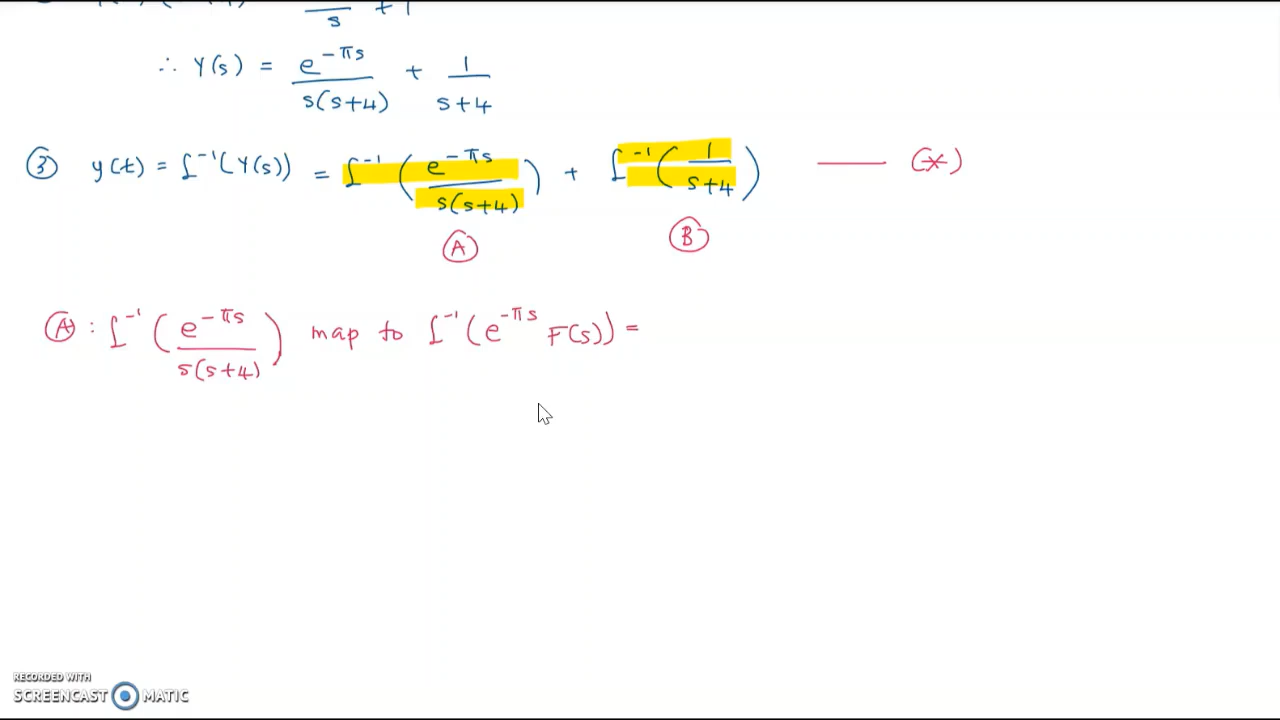 s + 1
∴ Y(s) = e^{-πs} / s(s+4) + 1 / s+4
③ y(t) = L^{-1}(Y(s)) = L^{-1}(e^{-πs} / s(s+4)) + L^{-1}(1 / s+4) —— (*)
Ⓐ Ⓑ
Ⓐ : L^{-1}(e^{-πs} / s(s+4)) map to L^{-1}(e^{-πs} F(s)) =
RECORDED WITH
SCREENCAST MATIC